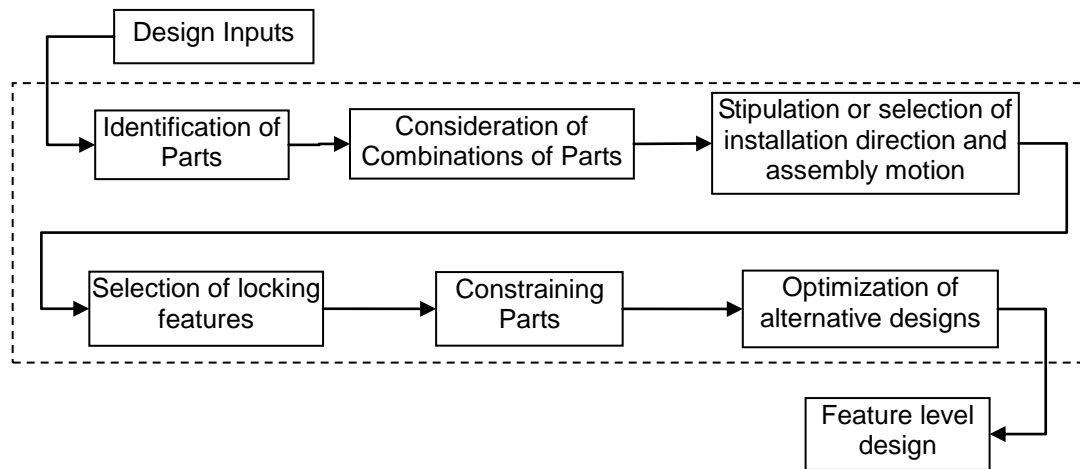 Design Inputs
Identification of
Parts
Consideration of
Combinations of Parts
Stipulation or selection of
installation direction and
assembly motion
Selection of locking
features
Constraining
Parts
Optimization of
alternative designs
Feature level
design